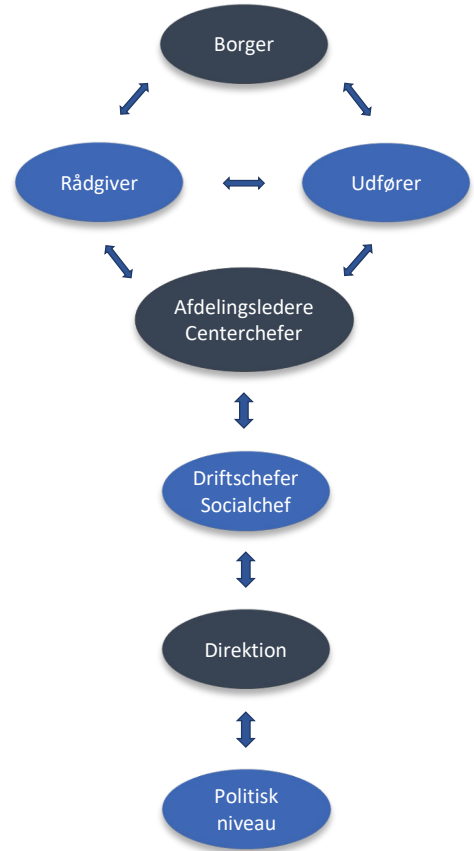 Borger
Rådgiver
Udfører
Afdelingsledere
Centerchefer
Driftschefer
Socialchef
Direktion
Politisk
niveau